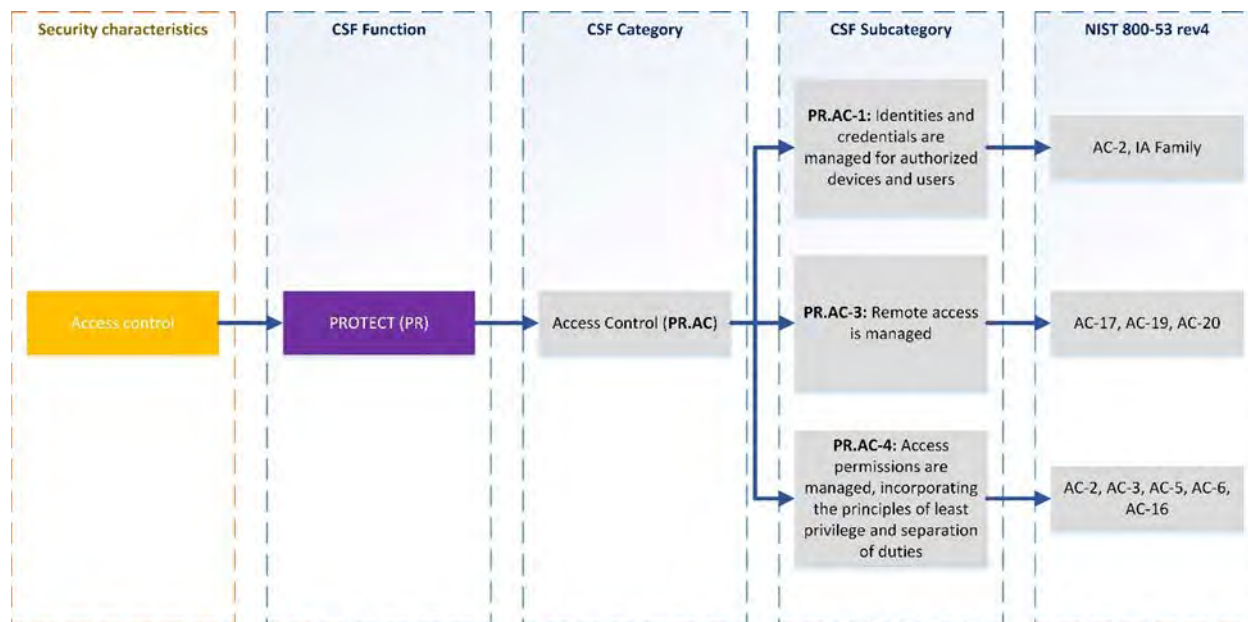 Security characteristics
CSF Function
CSF Category
CSF Subcategory
NIST 800-53 rev4
Access control
PROTECT (PR)
Access Control (PR.AC)
PR.AC-1: Identities and
credentials are
managed for authorized
devices and users
AC-2, IA Family
PR.AC-3: Remote access
is managed
AC-17, AC-19, AC-20
PR.AC-4: Access
permissions are
managed, incorporating
the principles of least
privilege and separation
of duties
AC-2, AC-3, AC-5, AC-6,
AC-16